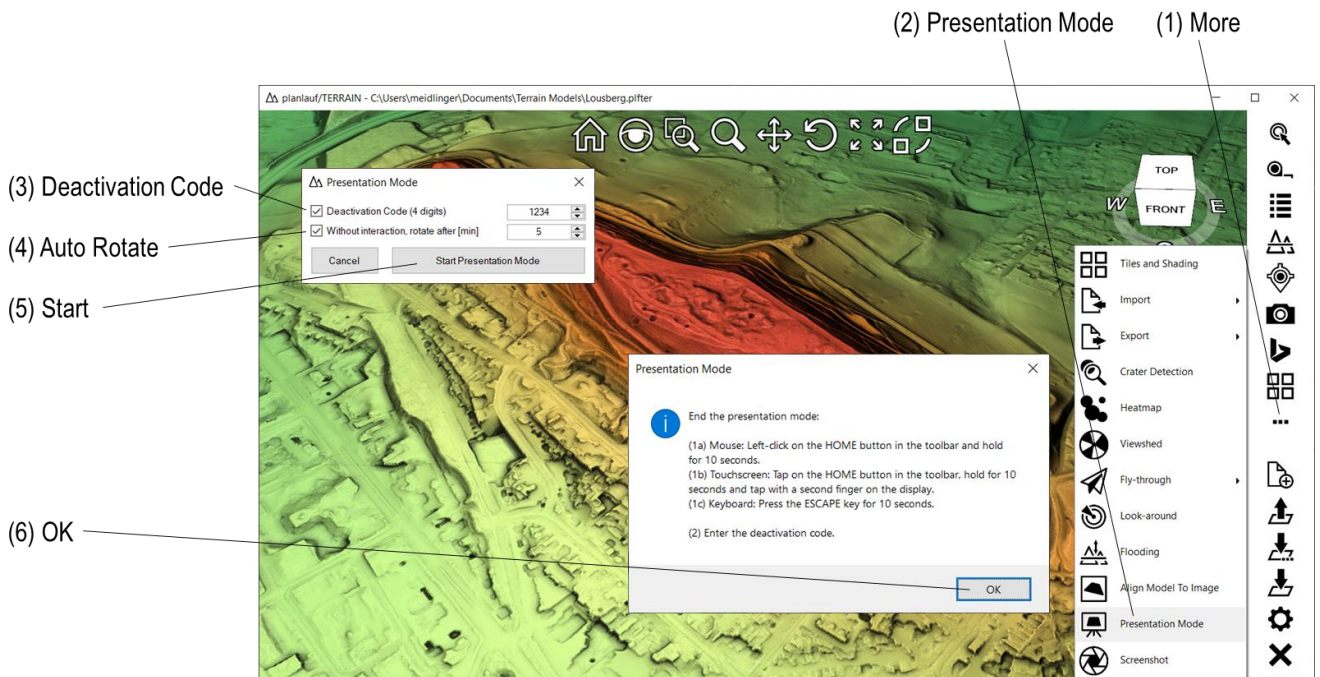 (2) Presentation Mode
(1) More
planlauf/TERRAIN - C:\Users\meidlinger\Documents\Terrain Models\Lousberg.plfter
(3) Deactivation Code
(4) Auto Rotate
(5) Start
(6) OK
Presentation Mode
Deactivation Code (4 digits)
1234
Without interaction, rotate after [min]
5
Cancel
Start Presentation Mode
TOP
W
FRONT
E
Tiles and Shading
Import
Export
Crater Detection
Heatmap
Viewshed
Fly-through
Look-around
Flooding
Align Model To Image
Presentation Mode
Screenshot
Presentation Mode
End the presentation mode:
(1a) Mouse: Left-click on the HOME button in the toolbar and hold
for 10 seconds.
(1b) Touchscreen: Tap on the HOME button in the toolbar, hold for 10
seconds and tap with a second finger on the display.
(1c) Keyboard: Press the ESCAPE key for 10 seconds.
(2) Enter the deactivation code.
OK